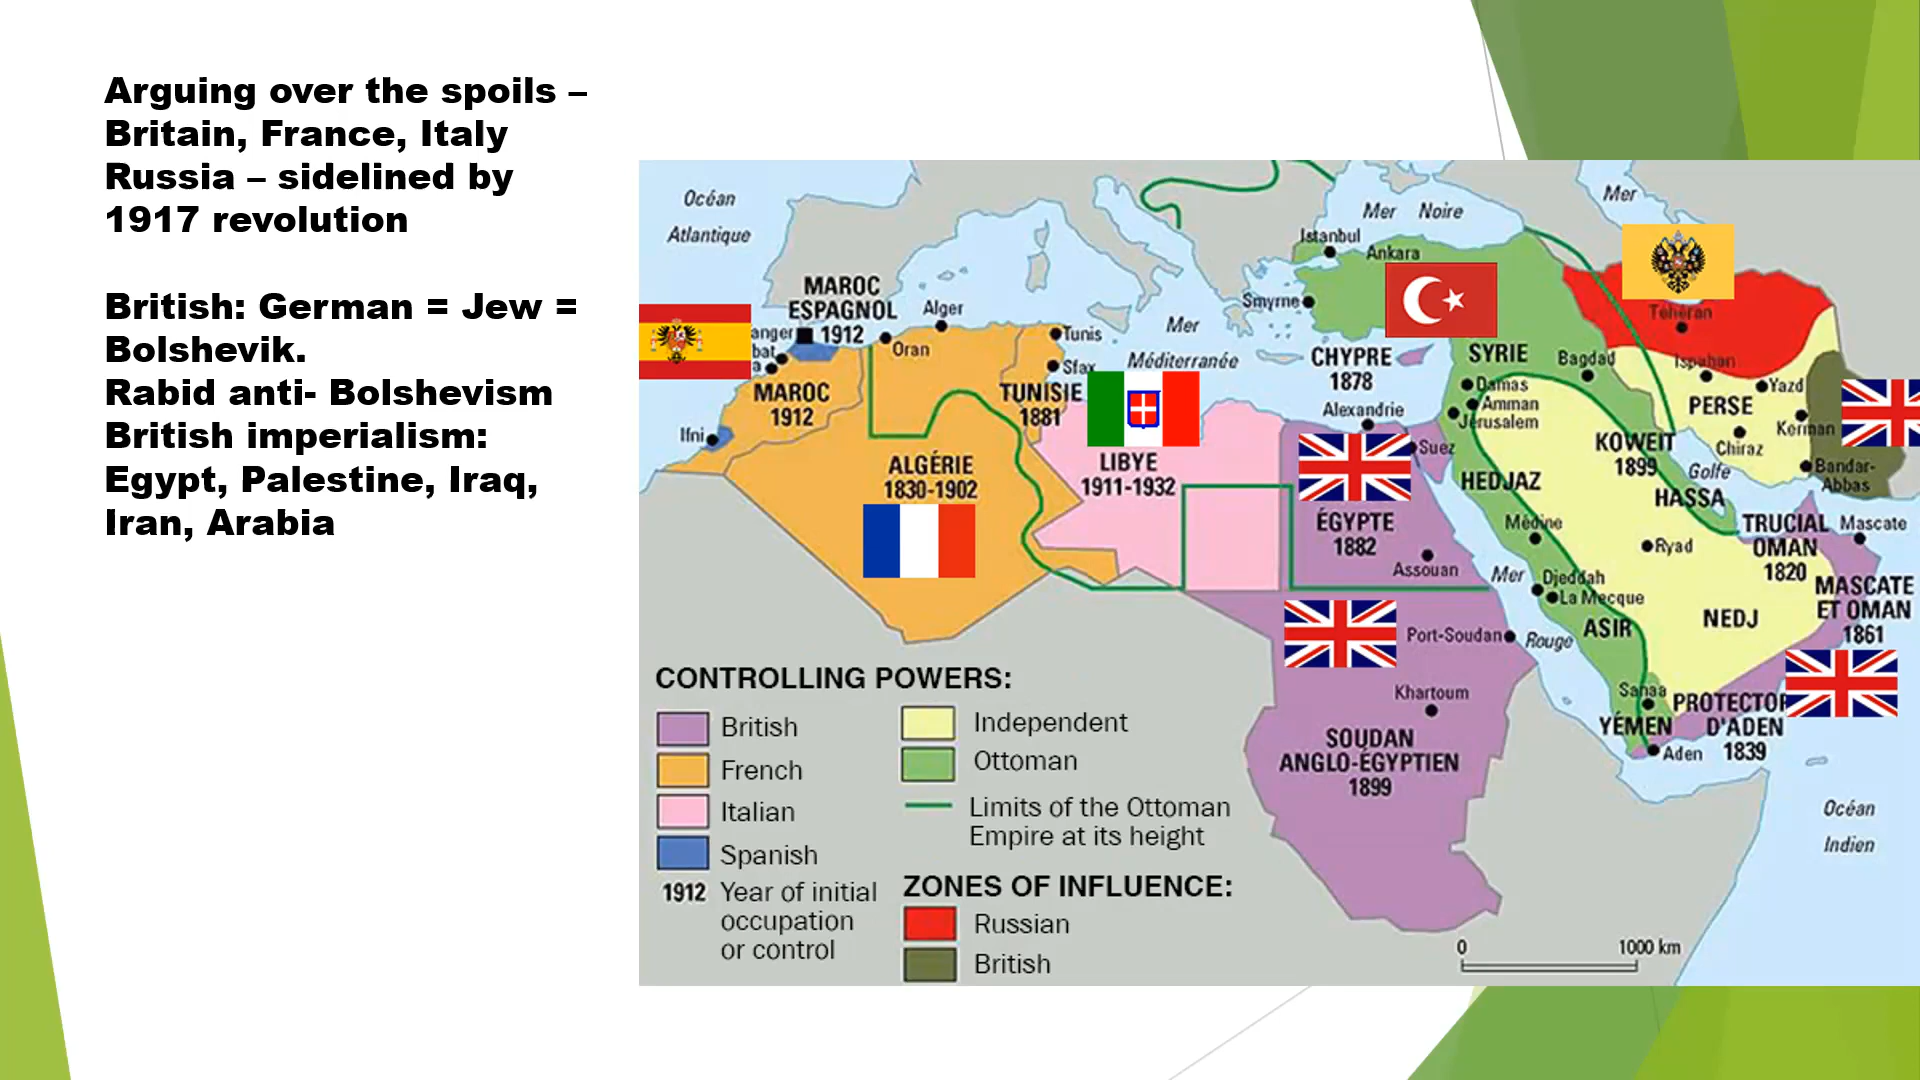 Arguing over the spoils –
Britain, France, Italy
Russia – sidelined by
1917 revolution
British: German = Jew =
Bolshevik.
Rabid anti- Bolshevism
British imperialism:
Egypt, Palestine, Iraq,
Iran, Arabia
Océan
Atlantique
Mer
Mer Noire
Istanbul
Ankara
MAROC
ESPAGNOL
1912
Alger
Smyrne
Téhéran
anger
bat
a
Oran
Tunis
Sfax
Mer
Méditerranée
CHYPRE
1878
SYRIE
Bagdad
Ispahan
Yazd
MAROC
1912
TUNISIE
1881
Alexandrie
Damas
Amman
Jérusalem
PERSE
Kerman
Ifni
Suez
KOWEIT
1899
Chiraz
Golfe
Bandar-
Abbas
ALGÉRIE
1830-1902
LIBYE
1911-1932
HEDJAZ
HASSA
ÉGYPTE
1882
Médine
TRUCIAL
OMAN
1820
Mascate
Ryad
Assouan
Mer
Rouge
Djeddah
La Mecque
MASCATE
ET OMAN
1861
NEDJ
ASIR
Port-Soudan
Khartoum
Sanaa
PROTECTOR
D'ADEN
1839
YÉMEN
Aden
SOUDAN
ANGLO-ÉGYPTIEN
1899
Océan
Indien
CONTROLLING POWERS:
British
French
Italian
Spanish
1912 Year of initial
occupation
or control
Independent
Ottoman
Limits of the Ottoman
Empire at its height
ZONES OF INFLUENCE:
Russian
British
0 1000 km